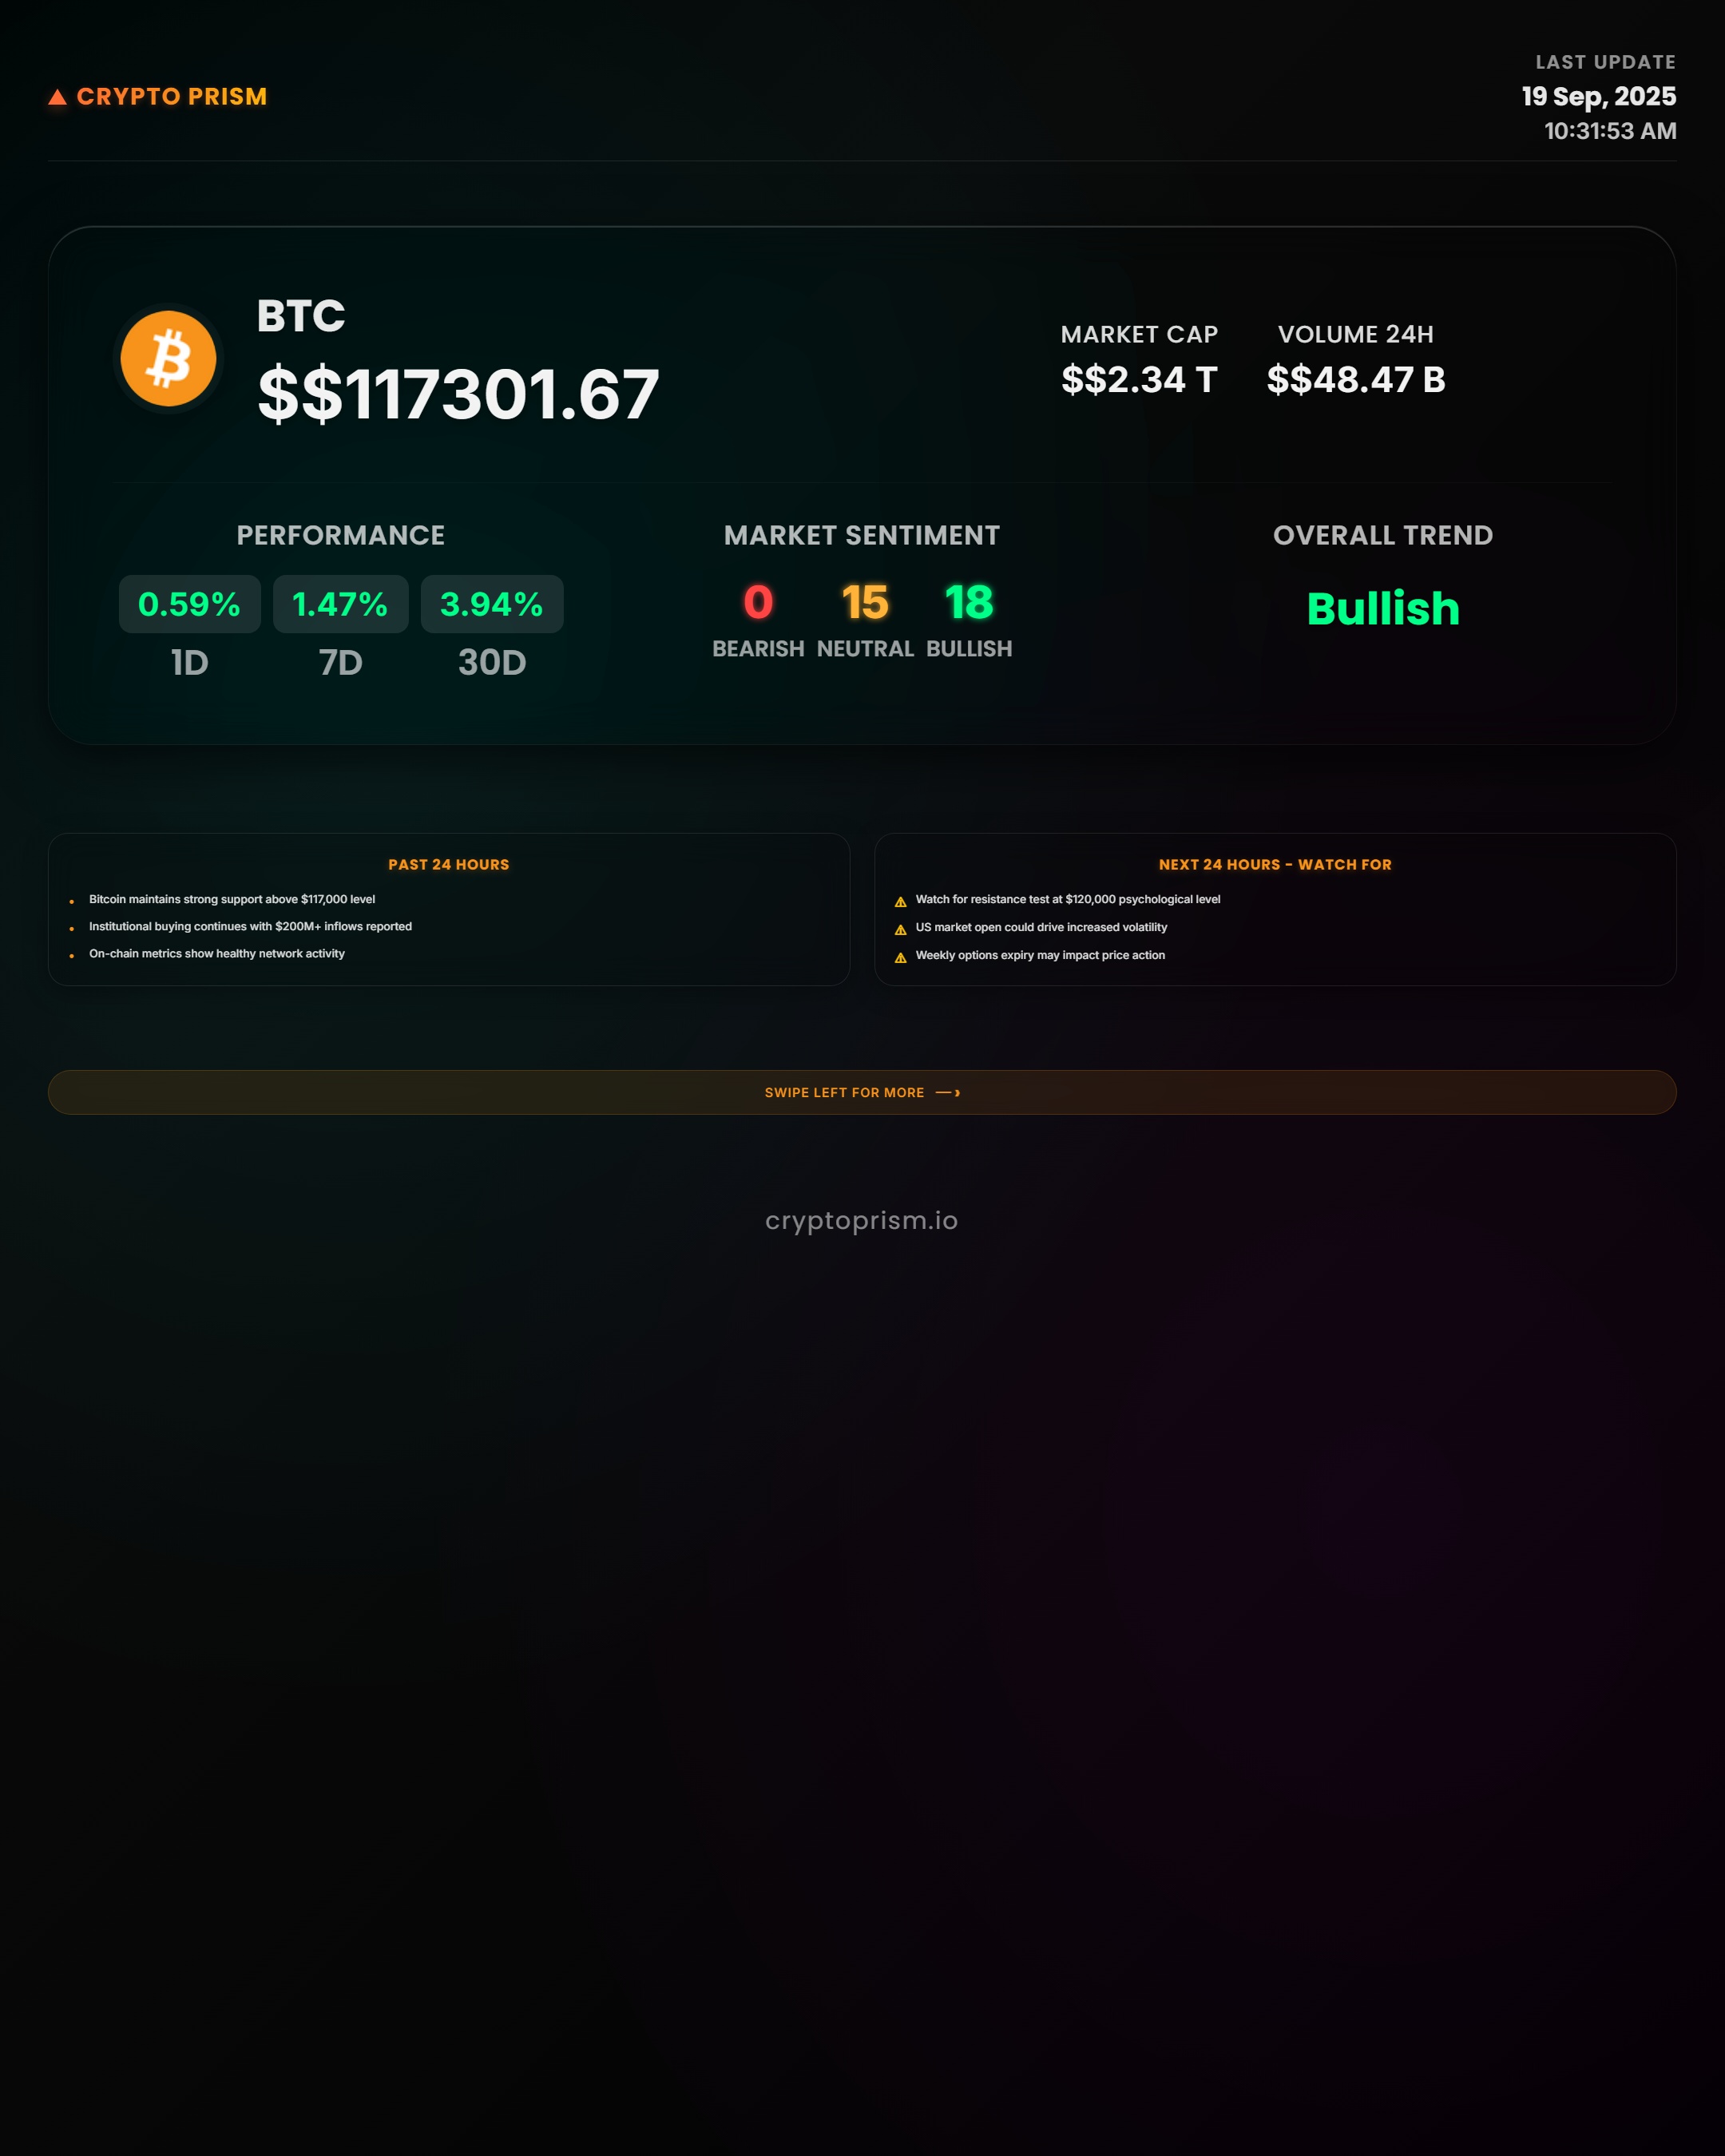 CRYPTO PRISM
LAST UPDATE
19 Sep, 2025
10:31:53 AM
BTC
$$117301.67
MARKET CAP
$$2.34 T
VOLUME 24H
$$48.47 B
PERFORMANCE
0.59% 1.47% 3.94%
1D 7D 30D
MARKET SENTIMENT
0 15 18
BEARISH NEUTRAL BULLISH
OVERALL TREND
Bullish
PAST 24 HOURS
• Bitcoin maintains strong support above $117,000 level
• Institutional buying continues with $200M+ inflows reported
• On-chain metrics show healthy network activity
NEXT 24 HOURS - WATCH FOR
⚠ Watch for resistance test at $120,000 psychological level
⚠ US market open could drive increased volatility
⚠ Weekly options expiry may impact price action
SWIPE LEFT FOR MORE
cryptoprism.io